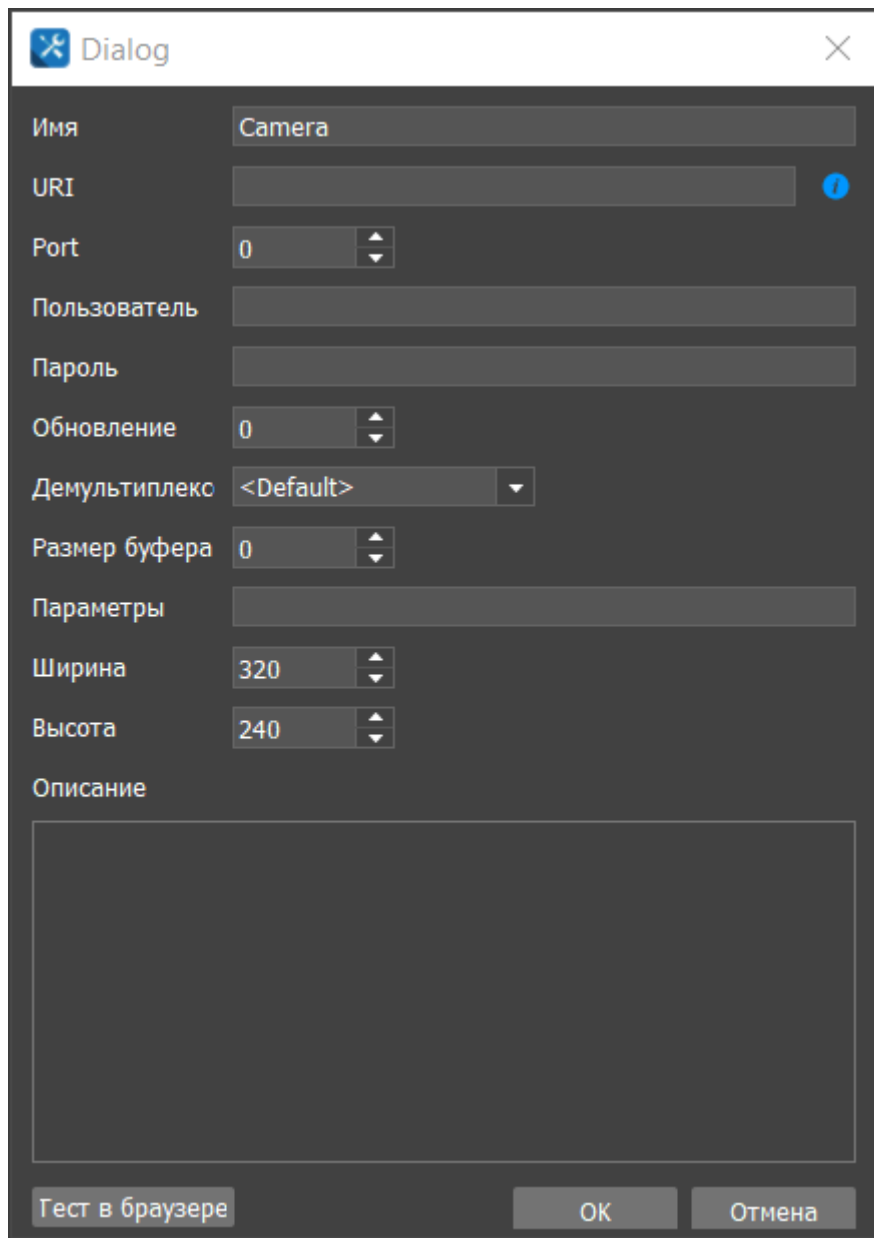 Dialog
Имя Camera
URI
Port 0
Пользователь
Пароль
Обновление 0
Демультиплеко <Default>
Размер буфера 0
Параметры
Ширина 320
Высота 240
Описание
Тест в браузере OK Отмена